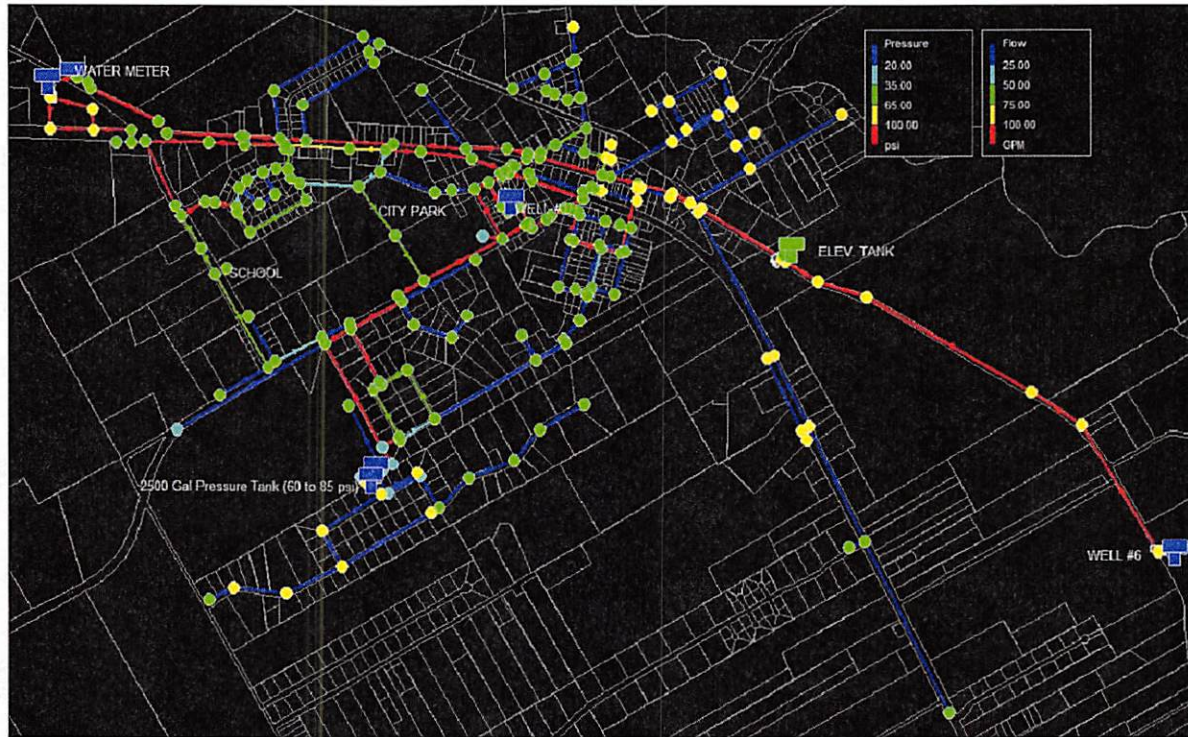 WATER METER
Pressure
20.00
35.00
65.00
100.00
psi
Flow
25.00
50.00
75.00
100.00
GPM
CITY PARK
WELL
SCHOOL
ELEV. TANK
2500 Gal Pressure Tank (60 to 85 psi)
WELL #6